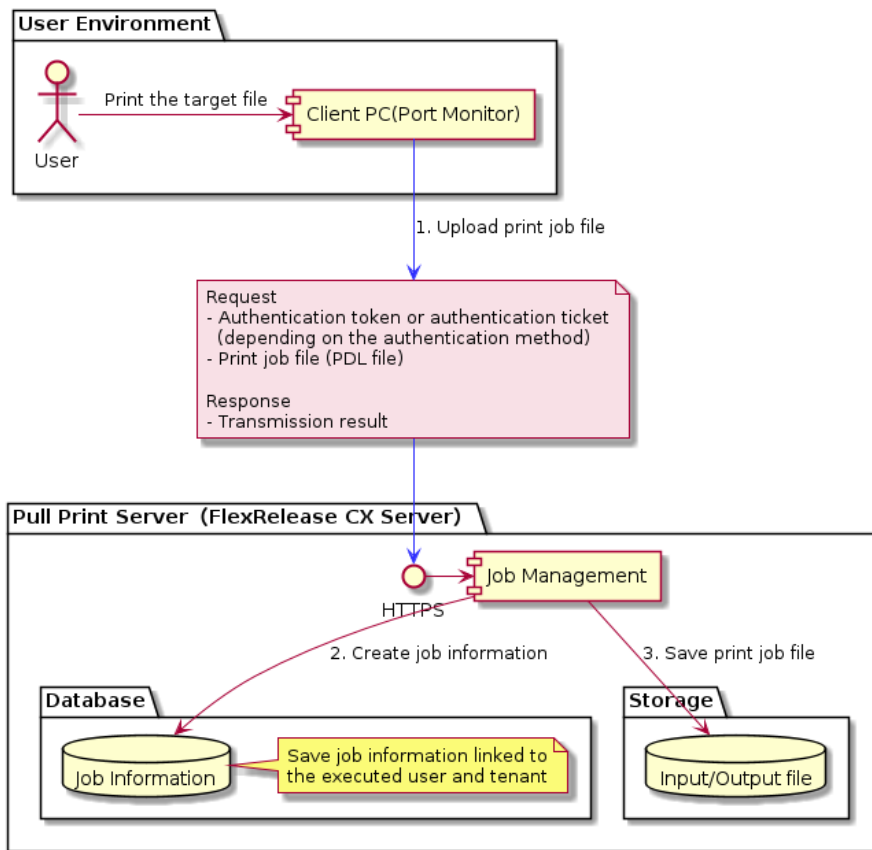 User Environment
Print the target file
Client PC(Port Monitor)
User
1. Upload print job file
Request
- Authentication token or authentication ticket
(depending on the authentication method)
- Print job file (PDL file)
Response
- Transmission result
Pull Print Server (FlexRelease CX Server)
Job Management
HTTPS
2. Create job information
3. Save print job file
Database
Storage
Job Information
Save job information linked to
the executed user and tenant
Input/Output file